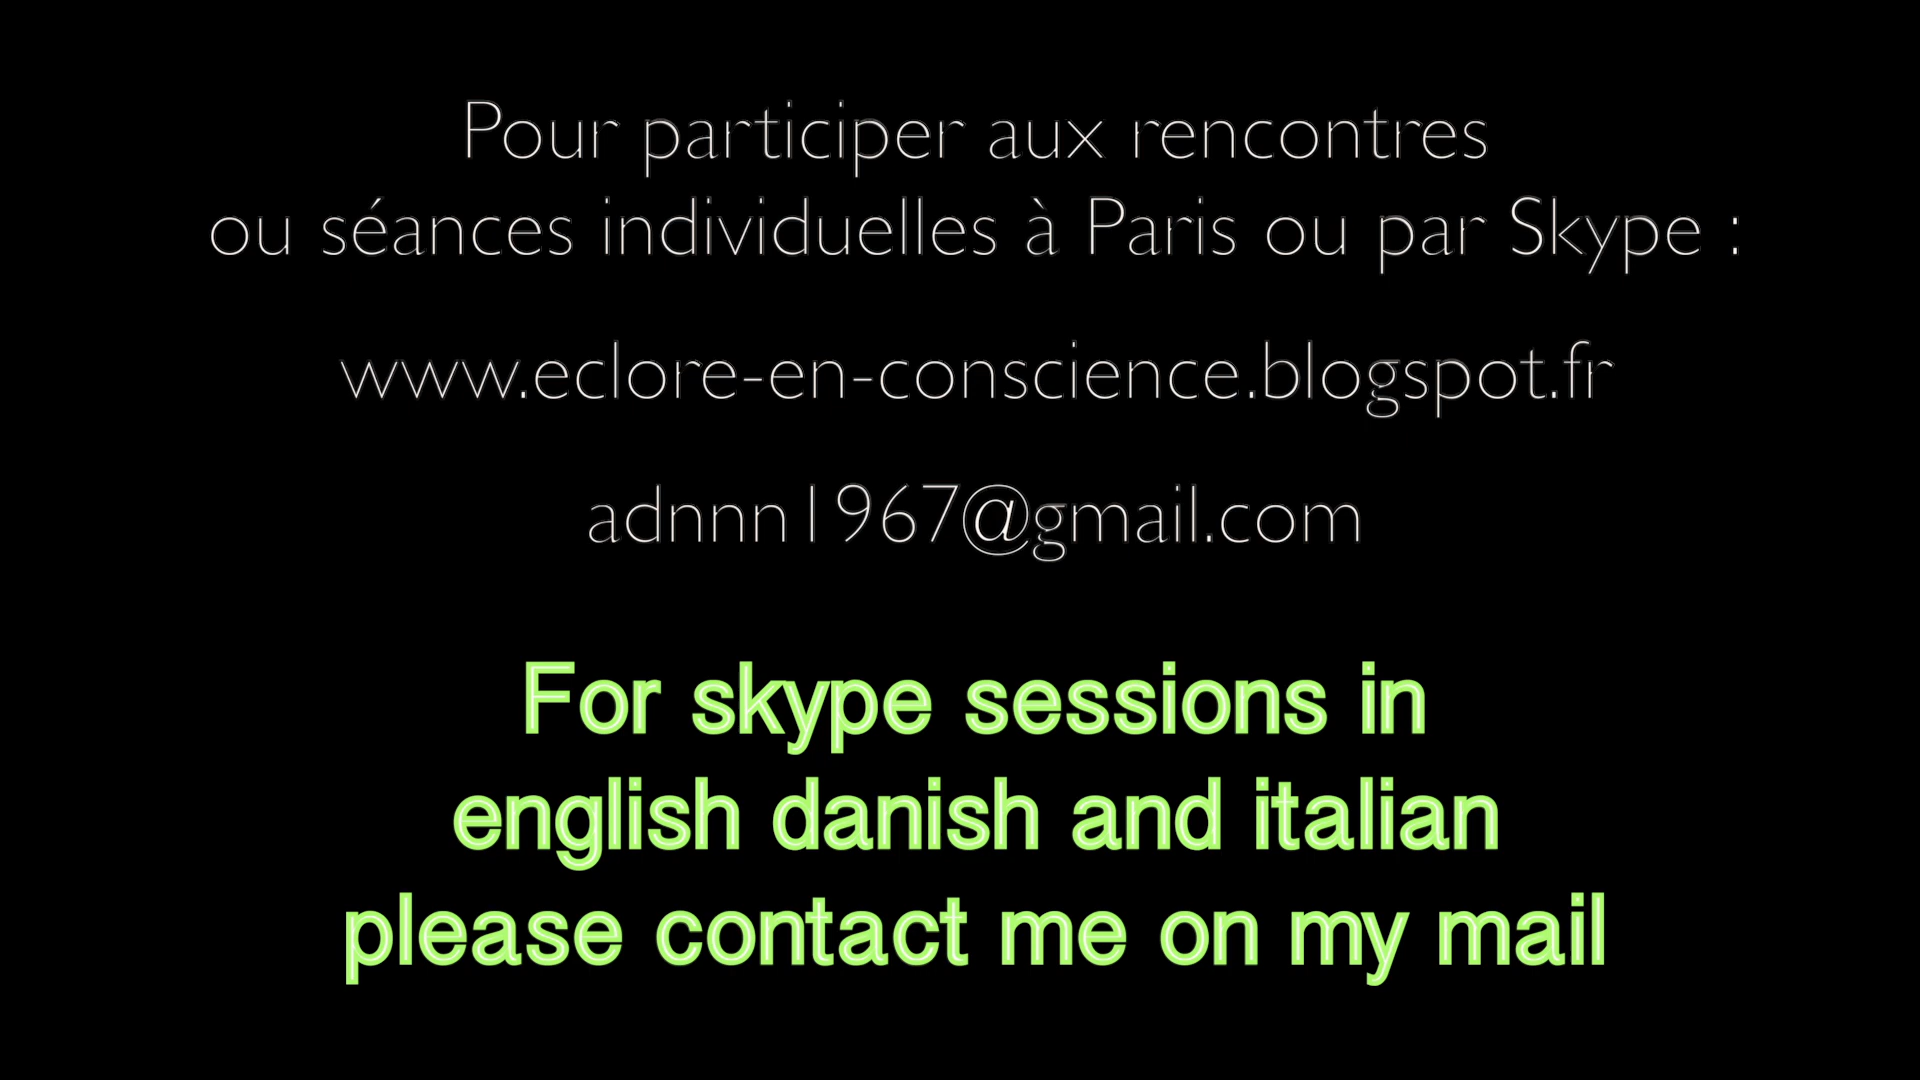 Pour participer aux rencontres
ou séances individuelles à Paris ou par Skype :
www.eclore-en-conscience.blogspot.fr
adnnn1967@gmail.com
For skype sessions in
english danish and italian
please contact me on my mail